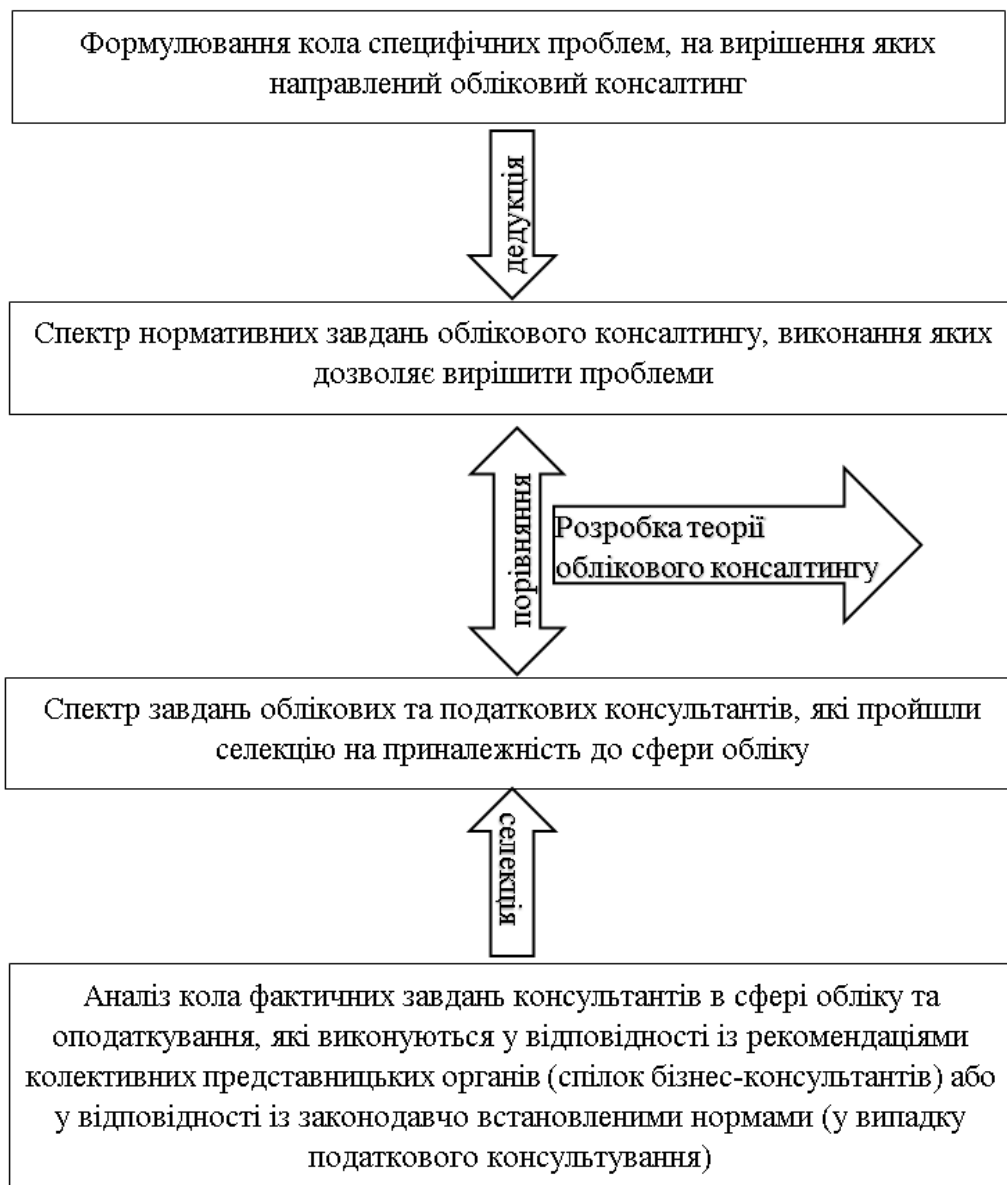 Формулювання кола специфічних проблем, на вирішення яких
направлений обліковий консалтинг
дедукція
Спектр нормативних завдань облікового консалтингу, виконання яких
дозволяє вирішити проблеми
порівняння
Розробка теорії
облікового консалтингу
Спектр завдань облікових та податкових консультантів, які пройшли
селекцію на приналежність до сфери обліку
селекція
Аналіз кола фактичних завдань консультантів в сфері обліку та
оподаткування, які виконуються у відповідності із рекомендаціями
колективних представницьких органів (спілок бізнес-консультантів) або
у відповідності із законодавчо встановленими нормами (у випадку
податкового консультування)